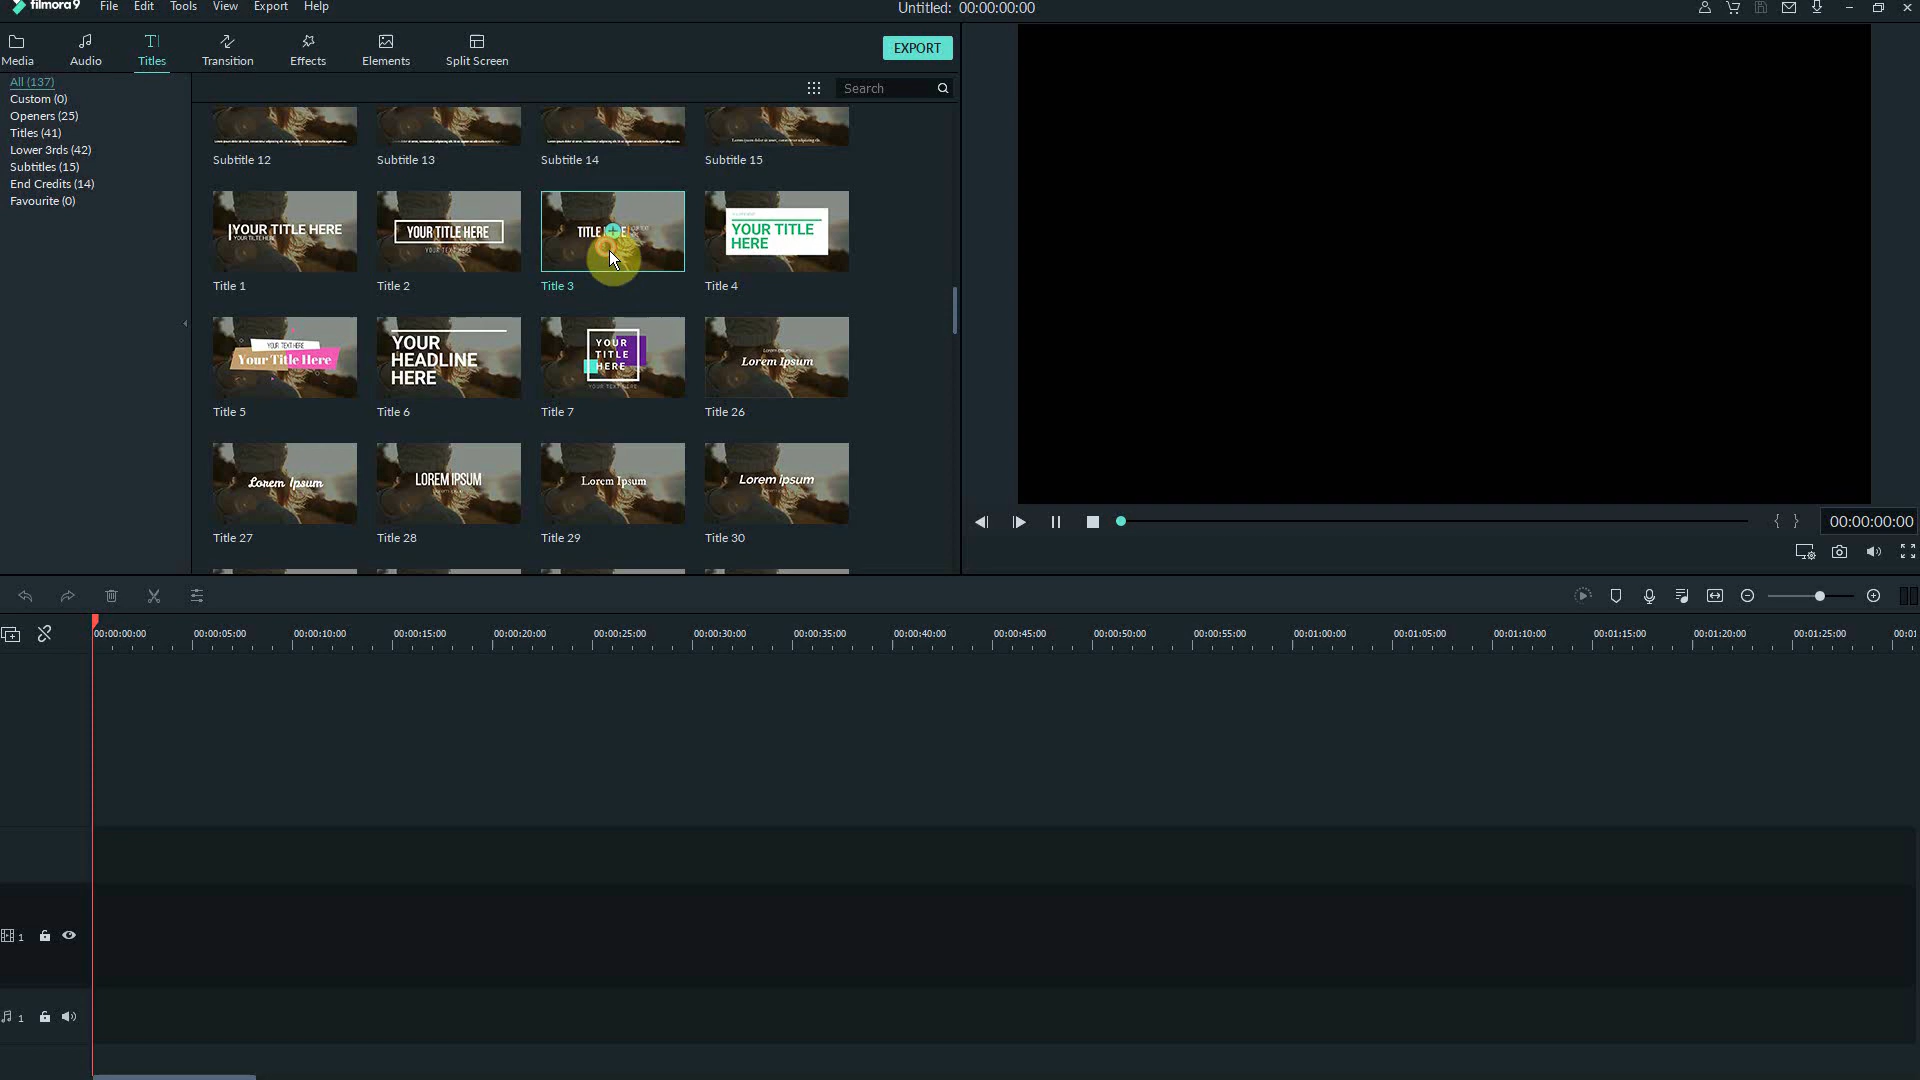 filmora9 File Edit Tools View Export Help Untitled: 00:00:00:00
Media Audio Titles Transition Effects Elements Split Screen EXPORT
All (137)
Custom (0)
Openers (25)
Titles (41)
Lower 3rds (42)
Subtitles (15)
End Credits (14)
Favourite (0)
Search
Subtitle 12 Subtitle 13 Subtitle 14 Subtitle 15
YOUR TITLE HERE
YOUR TITLE HERE
YOUR TEXT HERE
YOUR TITLE
HERE
Title 1 Title 2 Title 3 Title 4
YOUR TEXT HERE
Your Title Here
YOUR
HEADLINE
HERE
YOUR
TITLE
HERE
YOUR TEXT HERE
Lorem Ipsum
Title 5 Title 6 Title 7 Title 26
Lorem Ipsum
LOREM IPSUM
Lorem Ipsum
Lorem ipsum
Title 27 Title 28 Title 29 Title 30
00:00:00:00
00:00:00:00 00:00:05:00 00:00:10:00 00:00:15:00 00:00:20:00 00:00:25:00 00:00:30:00 00:00:35:00 00:00:40:00 00:00:45:00 00:00:50:00 00:00:55:00 00:01:00:00 00:01:05:00 00:01:10:00 00:01:15:00 00:01:20:00 00:01:25:00 00:01
1
1